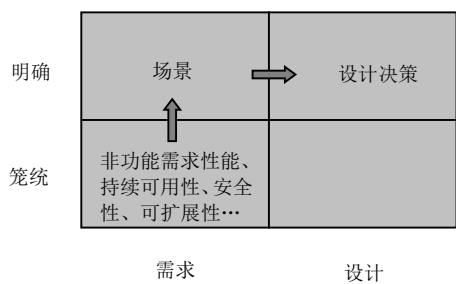 明确
场景
设计决策
笼统
非功能需求性能、
持续可用性、安全
性、可扩展性…
需求
设计